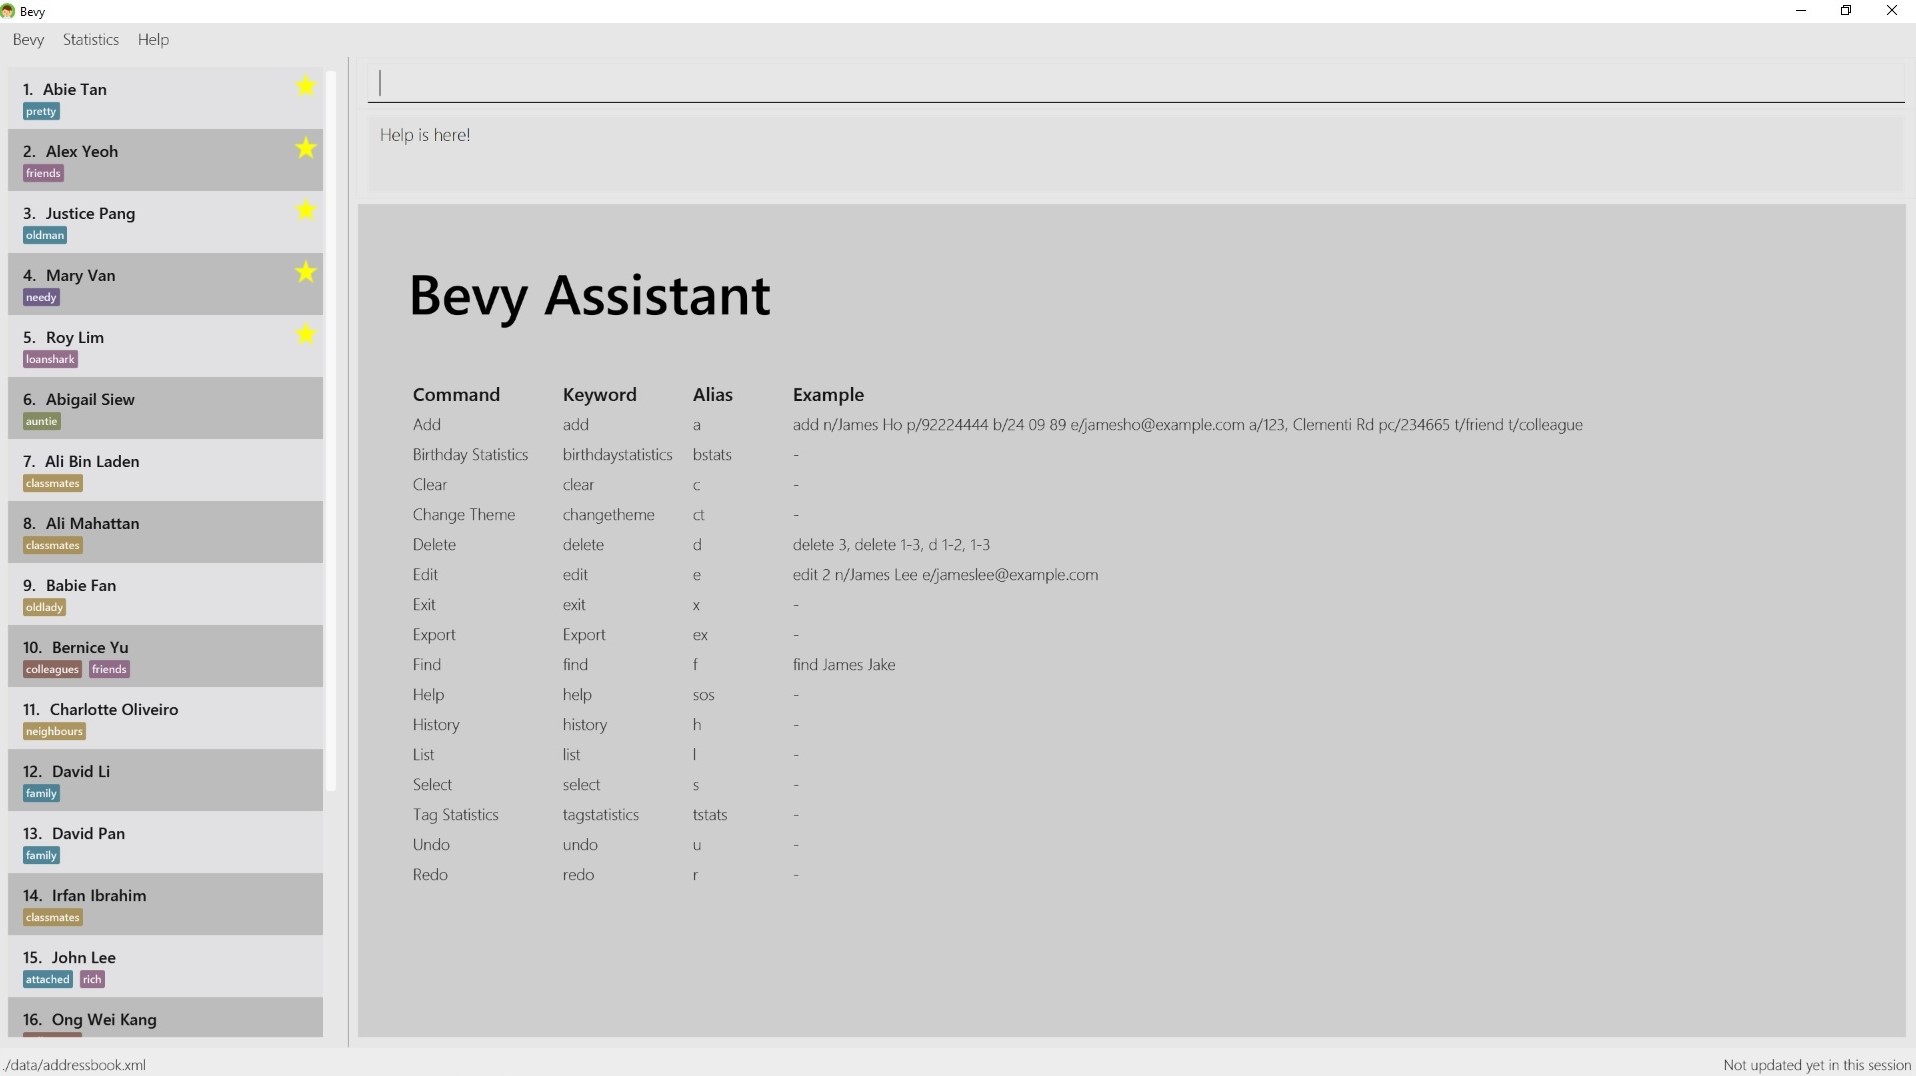 Bevy
Bevy Statistics Help
1. Abie Tan
pretty
2. Alex Yeoh
friends
3. Justice Pang
oldman
4. Mary Van
needy
5. Roy Lim
loanshark
6. Abigail Siew
auntie
7. Ali Bin Laden
classmates
8. Ali Mahattan
classmates
9. Babie Fan
oldlady
10. Bernice Yu
colleagues friends
11. Charlotte Oliveiro
neighbours
12. David Li
family
13. David Pan
family
14. Irfan Ibrahim
classmates
15. John Lee
attached rich
16. Ong Wei Kang
Help is here!
Bevy Assistant
Command Keyword Alias Example
Add add a add n/James Ho p/92224444 b/24 09 89 e/jamesho@example.com a/123, Clementi Rd pc/234665 t/friend t/colleague
Birthday Statistics birthdaystatistics bstats -
Clear clear c -
Change Theme changetheme ct -
Delete delete d delete 3, delete 1-3, d 1-2, 1-3
Edit edit e edit 2 n/James Lee e/jameslee@example.com
Exit exit x -
Export Export ex -
Find find f find James Jake
Help help sos -
History history h -
List list l -
Select select s -
Tag Statistics tagstatistics tstats -
Undo undo u -
Redo redo r -
./data/addressbook.xml
Not updated yet in this session